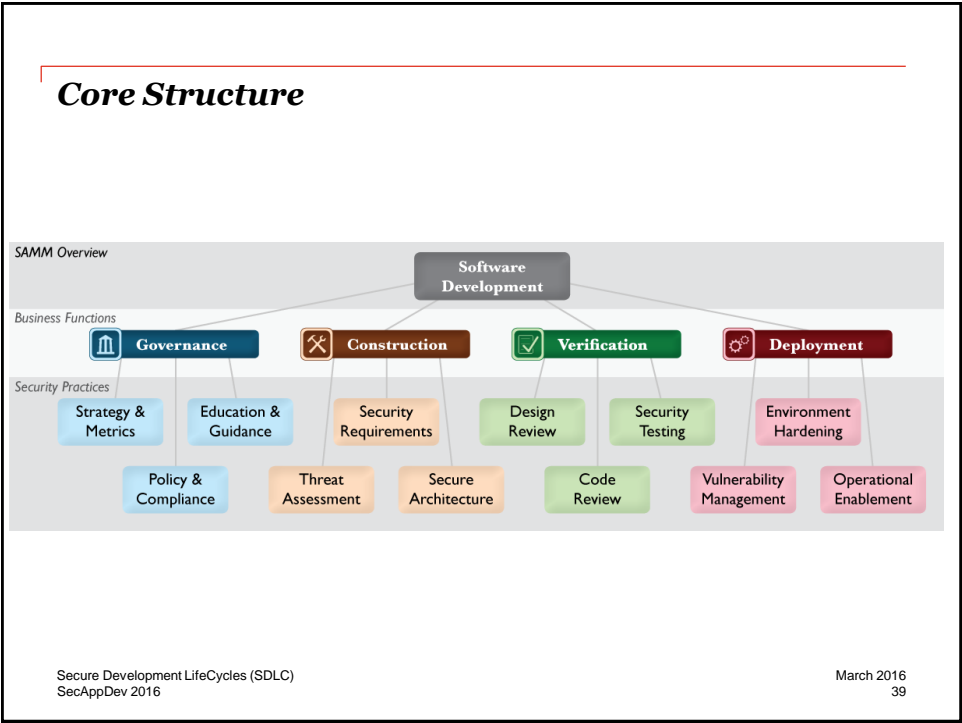 Core Structure
SAMM Overview
Software
Development
Business Functions
Governance
Construction
Verification
Deployment
Security Practices
Strategy &
Metrics
Education &
Guidance
Security
Requirements
Design
Review
Security
Testing
Environment
Hardening
Policy &
Compliance
Threat
Assessment
Secure
Architecture
Code
Review
Vulnerability
Management
Operational
Enablement
Secure Development LifeCycles (SDLC)
SecAppDev 2016
March 2016
39